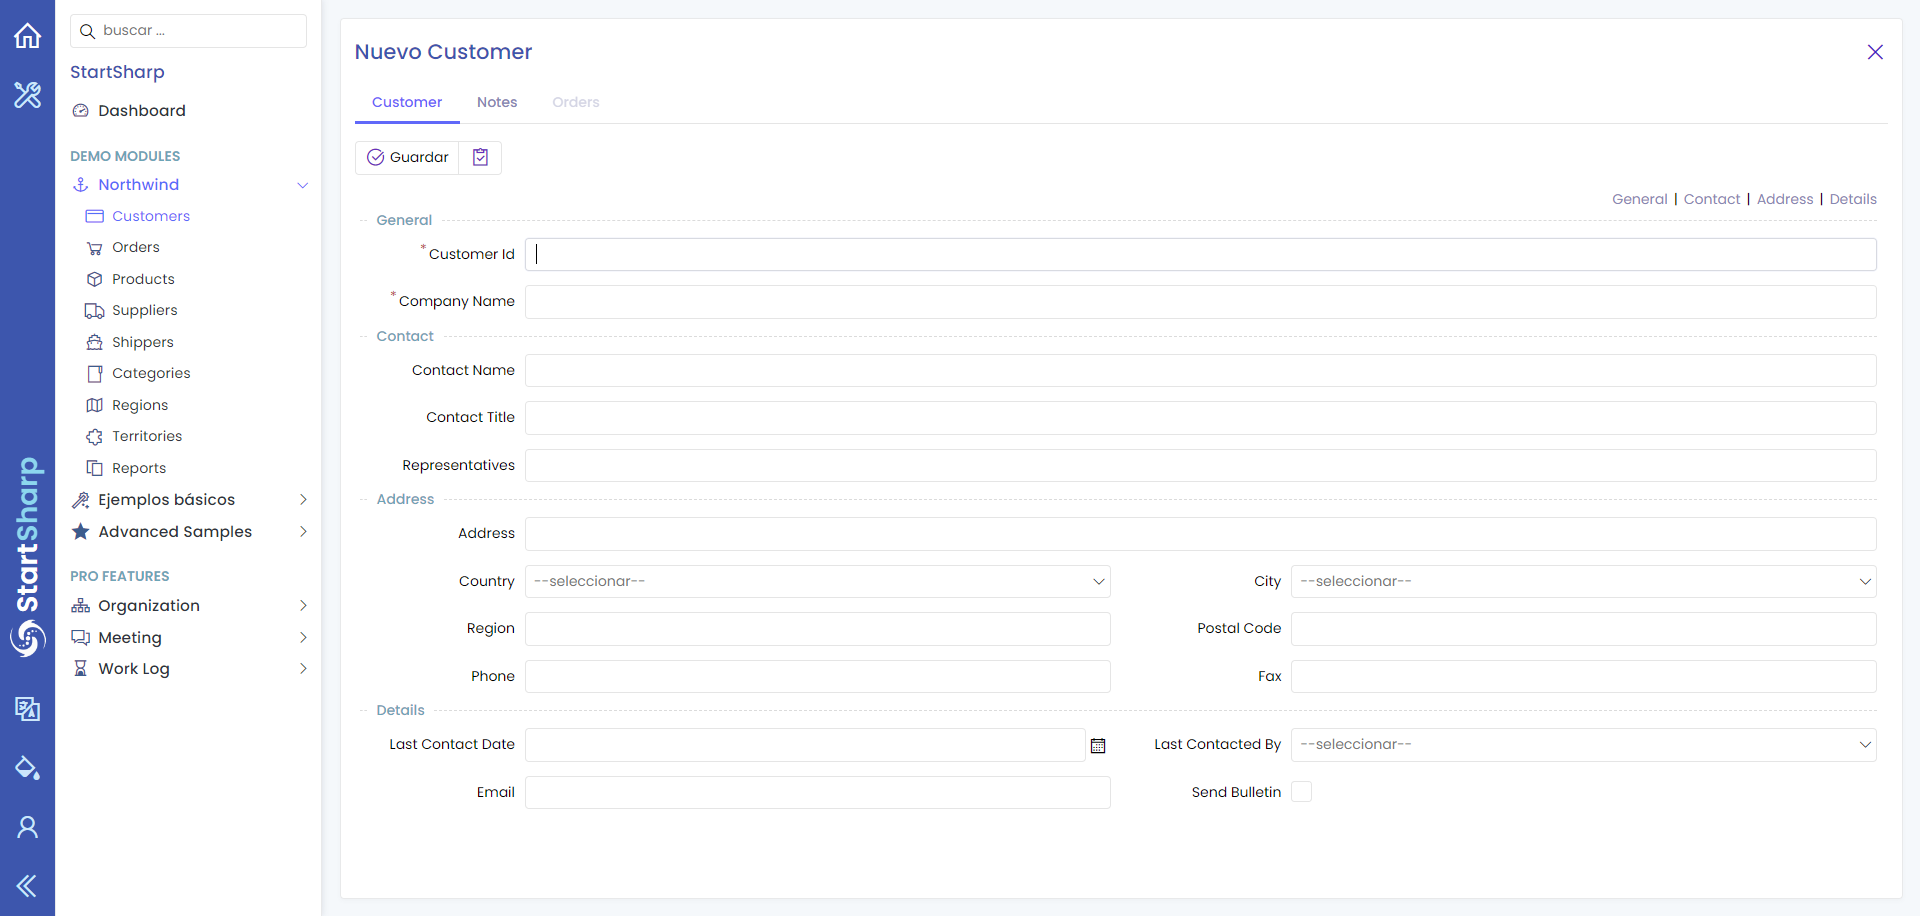 buscar ...
StartSharp
Dashboard
DEMO MODULES
Northwind
Customers
Orders
Products
Suppliers
Shippers
Categories
Regions
Territories
Reports
Ejemplos básicos
Advanced Samples
PRO FEATURES
Organization
Meeting
Work Log
StartSharp
Nuevo Customer
Customer Notes Orders
Guardar
General | Contact | Address | Details
General
* Customer Id
* Company Name
Contact
Contact Name
Contact Title
Representatives
Address
Address
Country --seleccionar-- City --seleccionar--
Region Postal Code
Phone Fax
Details
Last Contact Date Last Contacted By --seleccionar--
Email Send Bulletin